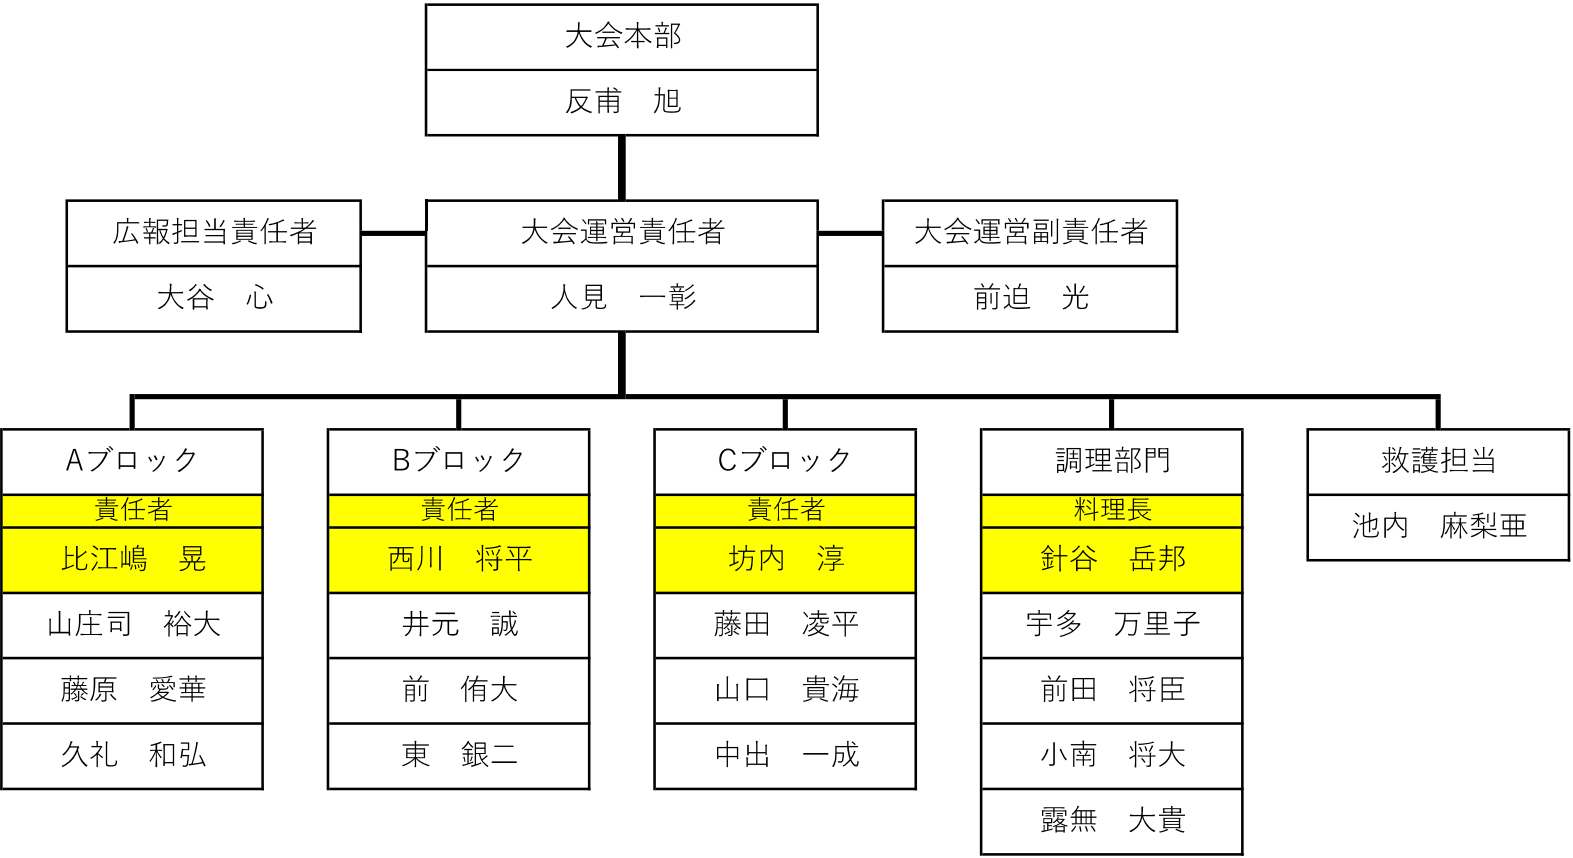 大会本部
反甫　旭
広報担当責任者
大谷　心
大会運営責任者
人見　一彰
大会運営副責任者
前迫　光
Aブロック
責任者
比江嶋　晃
山庄司　裕大
藤原　愛華
久礼　和弘
Bブロック
責任者
西川　将平
井元　誠
前　侑大
東　銀二
Cブロック
責任者
坊内　淳
藤田　凌平
山口　貴海
中出　一成
調理部門
料理長
針谷　岳邦
宇多　万里子
前田　将臣
小南　将大
露無　大貴
救護担当
池内　麻梨亜